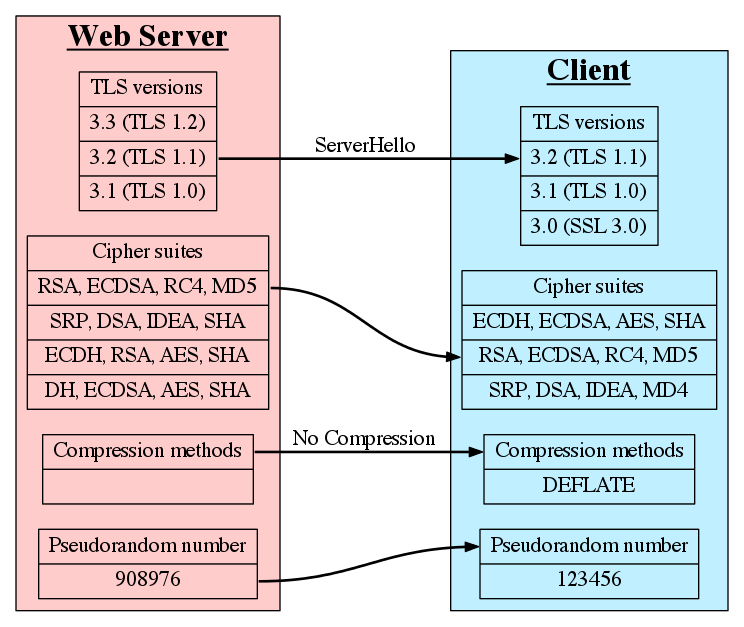 Web Server
TLS versions
3.3 (TLS 1.2)
3.2 (TLS 1.1)
3.1 (TLS 1.0)
Cipher suites
RSA, ECDSA, RC4, MD5
SRP, DSA, IDEA, SHA
ECDH, RSA, AES, SHA
DH, ECDSA, AES, SHA
Compression methods
Pseudorandom number
908976
ServerHello
No Compression
Client
TLS versions
3.2 (TLS 1.1)
3.1 (TLS 1.0)
3.0 (SSL 3.0)
Cipher suites
ECDH, ECDSA, AES, SHA
RSA, ECDSA, RC4, MD5
SRP, DSA, IDEA, MD4
Compression methods
DEFLATE
Pseudorandom number
123456